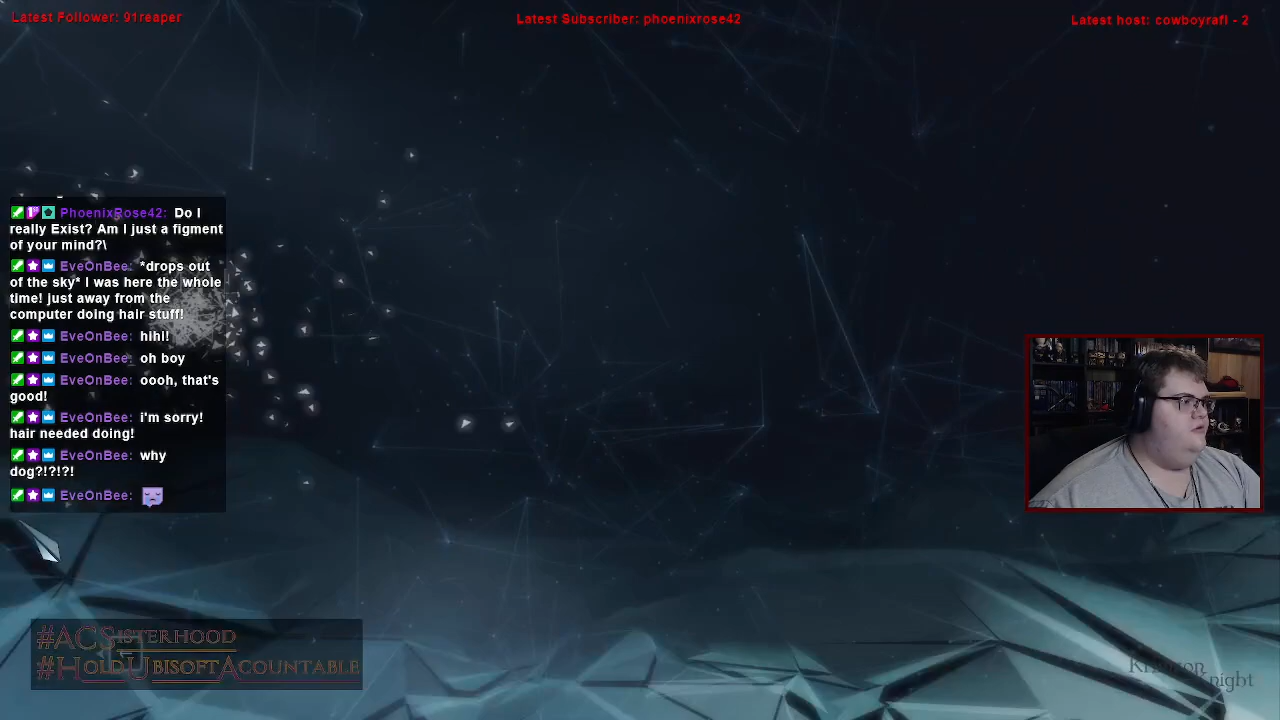 Latest Follower: 91reaper
Latest Subscriber: phoenixrose42
Latest host: cowboyrafl - 2
PhoenixRose42: Do I
really Exist? Am I just a figment
of your mind?\
EveOnBee: *drops out
of the sky* I was here the whole
time! just away from the
computer doing hair stuff!
EveOnBee: hihi!
EveOnBee: oh boy
EveOnBee: oooh, that's
good!
EveOnBee: i'm sorry!
hair needed doing!
EveOnBee: why
dog?!?!?!
EveOnBee:
#ACSisterhood
#HoldUbisoftAcountable
Knight